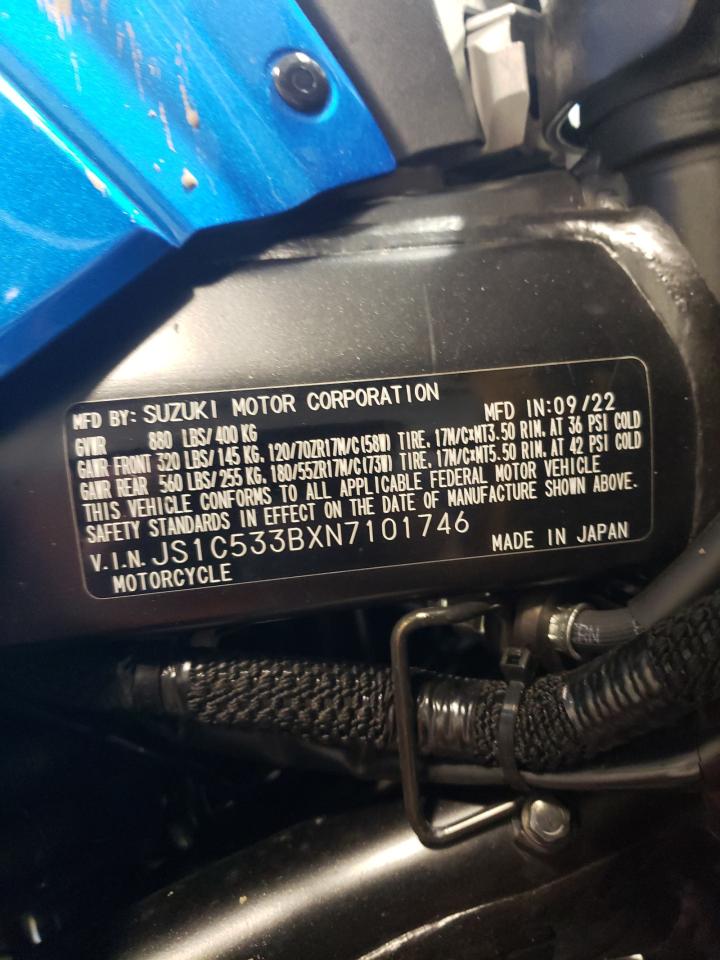 MFD BY: SUZUKI MOTOR CORPORATION MFD IN:09/22
GVWR 880 LBS/400 KG
GAWR FRONT 320 LBS/ 145 KG. 120/70ZR17M/C(58W) TIRE, 17M/C×MT3.50 RIM, AT 36 PSI COLD
GAWR REAR 560 LBS/ 255 KG. 180/55ZR17M/C(73W) TIRE, 17M/C×MT5.50 RIM, AT 42 PSI COLD
THIS VEHICLE CONFORMS TO ALL APPLICABLE FEDERAL MOTOR VEHICLE
SAFETY STANDARDS IN EFFECT ON THE DATE OF MANUFACTURE SHOWN ABOVE.
V.I.N. JS1C533BXN7101746 MADE IN JAPAN
MOTORCYCLE
RN